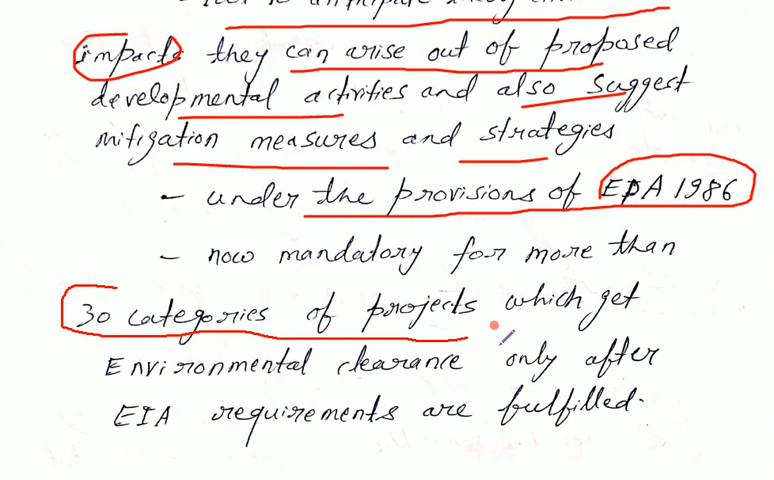 impacts they can arise out of proposed
developmental activities and also suggest
mitigation measures and strategies
- under the provisions of EPA 1986
- now mandatory for more than
30 categories of projects which get
Environmental clearance only after
EIA requirements are fulfilled.